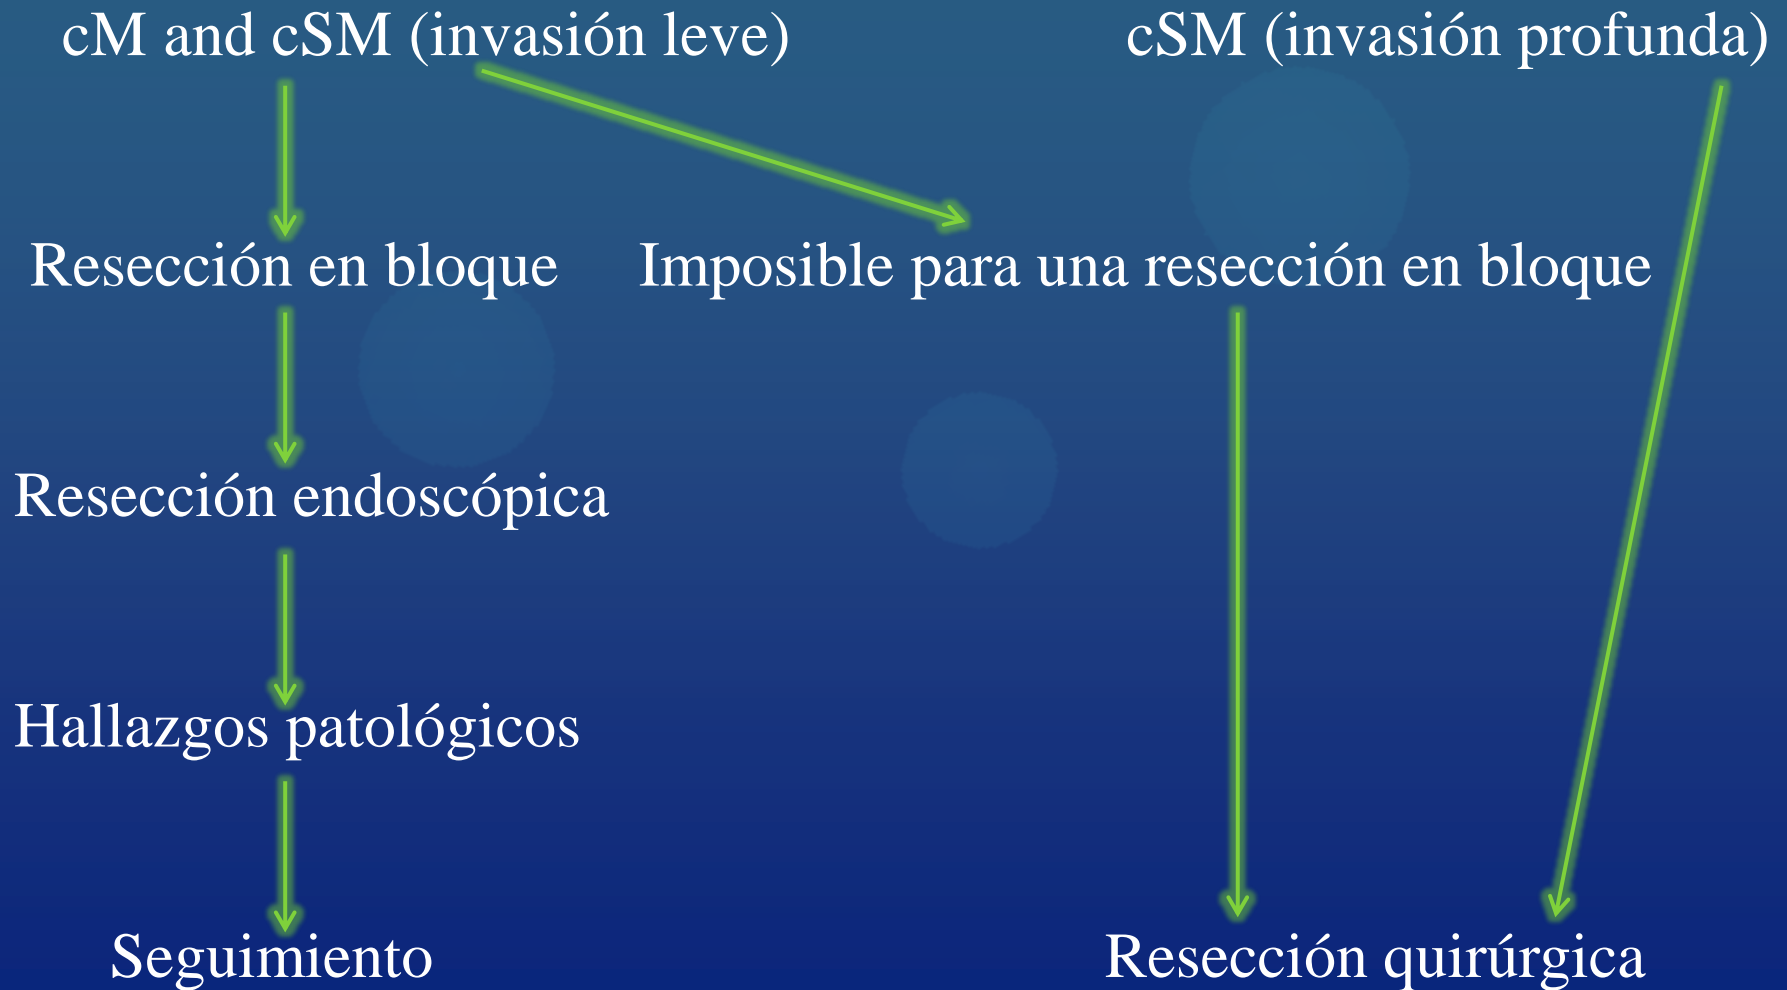 cM and cSM (invasión leve)
cSM (invasión profunda)
Resección en bloque
Imposible para una resección en bloque
Resección endoscópica
Hallazgos patológicos
Seguimiento
Resección quirúrgica